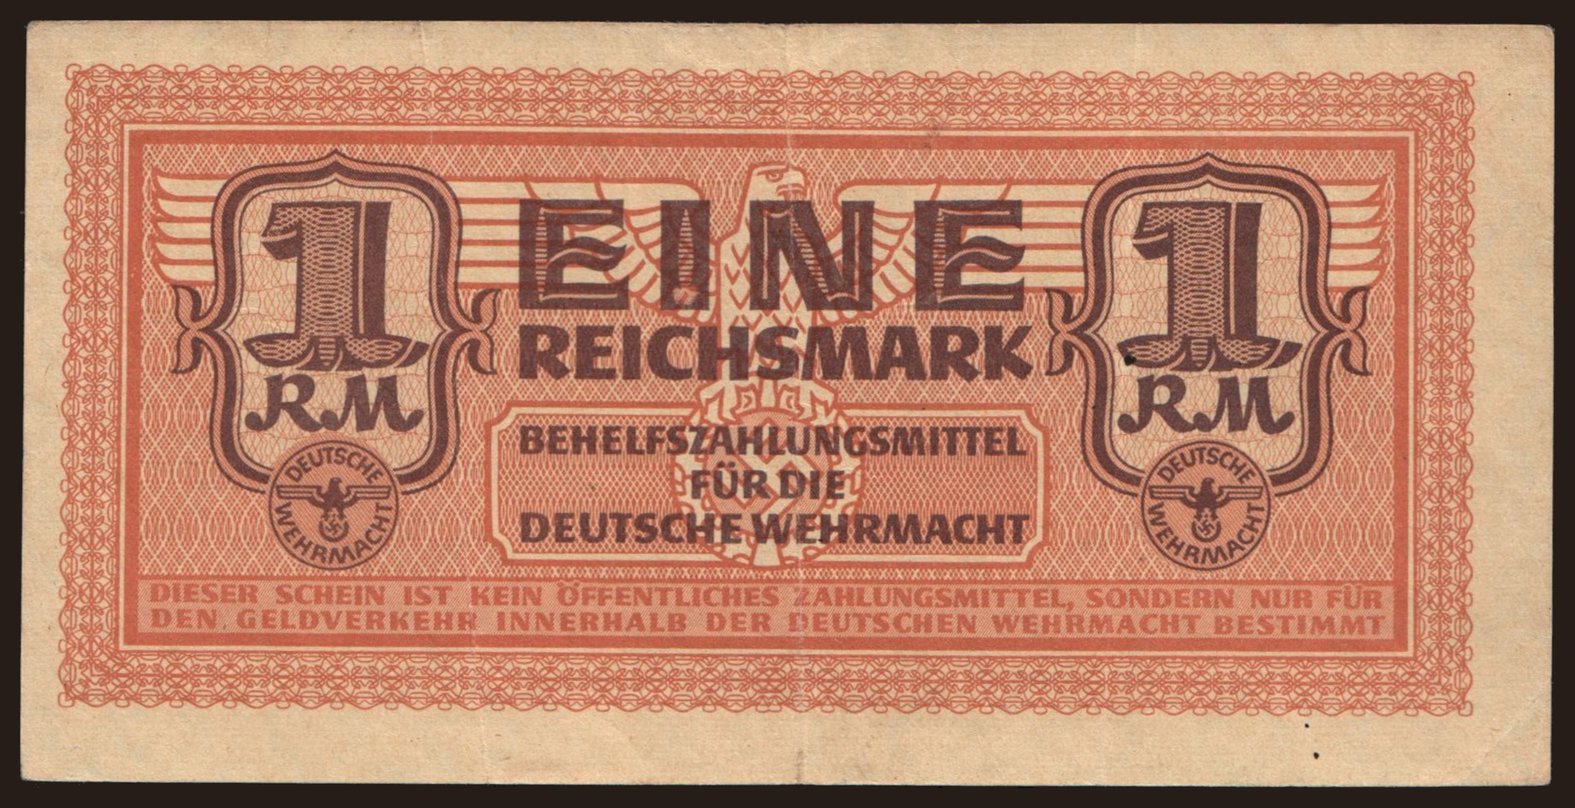 1
RM
EINE
REICHSMARK
1
RM
BEHELFSZAHLUNGSMITTEL
FÜR DIE
DEUTSCHE WEHRMACHT
DEUTSCHE
WEHRMACHT
DEUTSCHE
WEHRMACHT
DIESER SCHEIN IST KEIN ÖFFENTLICHES ZAHLUNGSMITTEL, SONDERN NUR FÜR
DEN GELDVERKEHR INNERHALB DER DEUTSCHEN WEHRMACHT BESTIMMT